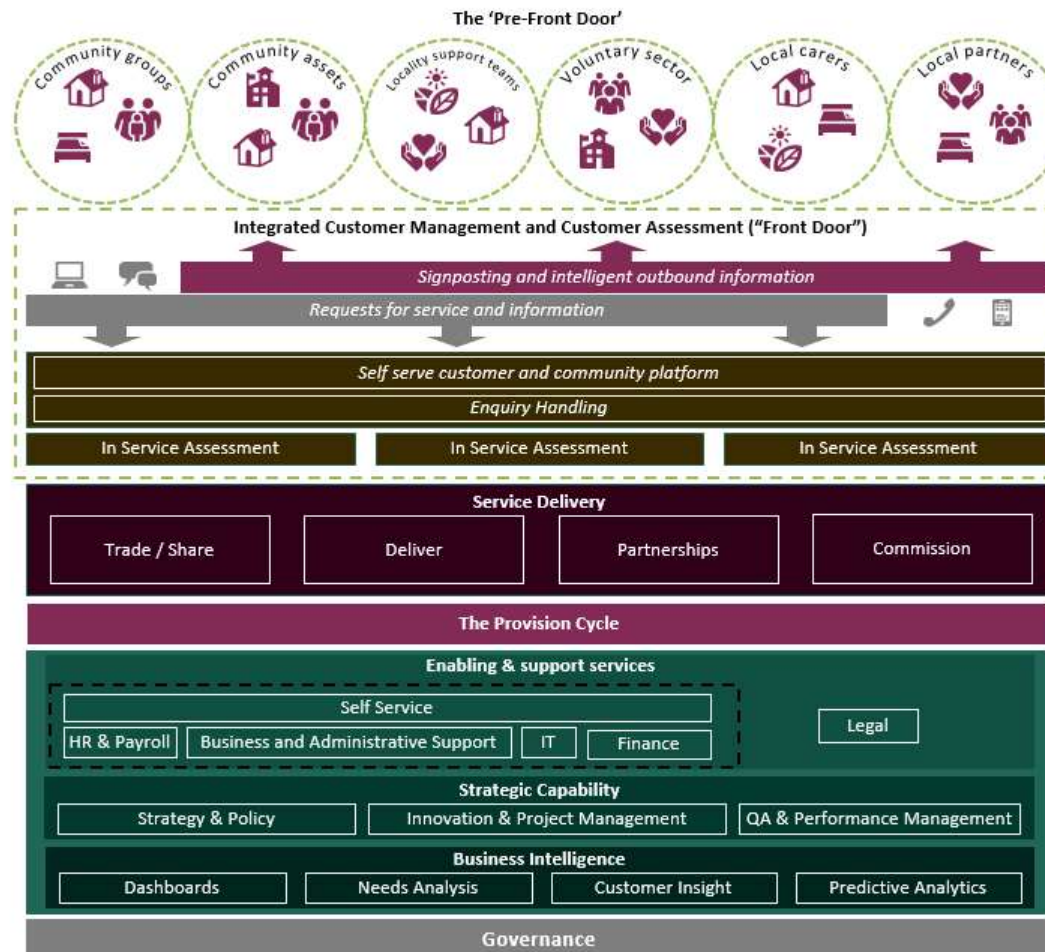 The ‘Pre-Front Door’
Community groups
Community assets
Locality support teams
Voluntary sector
Local carers
Local partners
Integrated Customer Management and Customer Assessment (“Front Door”)
Signposting and intelligent outbound information
Requests for service and information
Self serve customer and community platform
Enquiry Handling
In Service Assessment
In Service Assessment
In Service Assessment
Service Delivery
Trade / Share
Deliver
Partnerships
Commission
The Provision Cycle
Enabling & support services
Self Service
HR & Payroll
Business and Administrative Support
IT
Finance
Legal
Strategic Capability
Strategy & Policy
Innovation & Project Management
QA & Performance Management
Business Intelligence
Dashboards
Needs Analysis
Customer Insight
Predictive Analytics
Governance